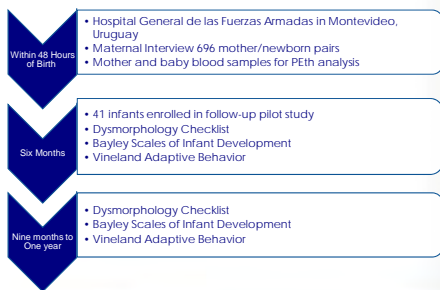 Within 48 Hours
of Birth
• Hospital General de las Fuerzas Armadas in Montevideo,
Uruguay
• Maternal Interview 696 mother/newborn pairs
• Mother and baby blood samples for PEth analysis
Six Months
• 41 infants enrolled in follow-up pilot study
• Dysmorphology Checklist
• Bayley Scales of Infant Development
• Vineland Adaptive Behavior
Nine months to
One year
• Dysmorphology Checklist
• Bayley Scales of Infant Development
• Vineland Adaptive Behavior